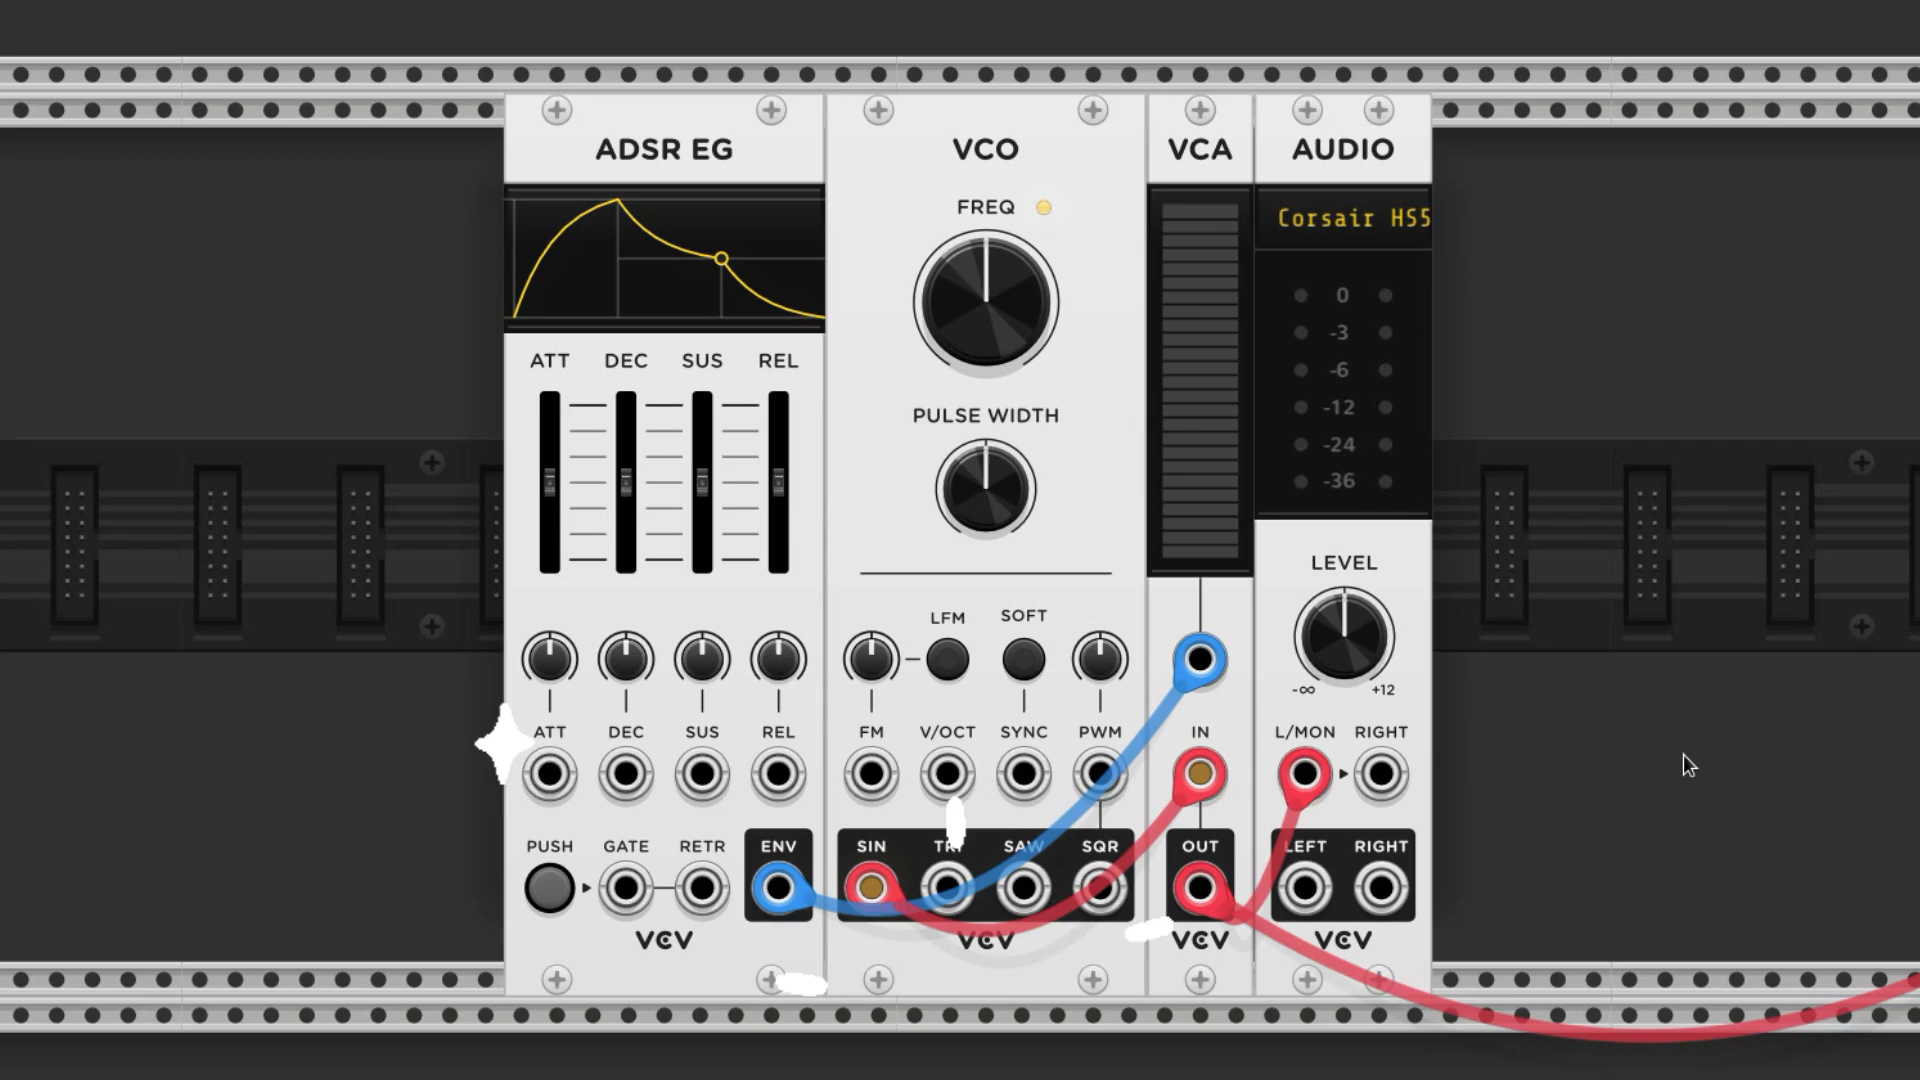 ADSR EG
ATT DEC SUS REL
ATT DEC SUS REL
PUSH GATE RETR ENV
VCV
VCO
FREQ
PULSE WIDTH
LFM SOFT
FM V/OCT SYNC PWM
SIN TRI SAW SQR
VCV
VCA
IN
OUT
VCV
AUDIO
Corsair HS5
0
-3
-6
-12
-24
-36
LEVEL
-∞ +12
L/MON RIGHT
LEFT RIGHT
VCV